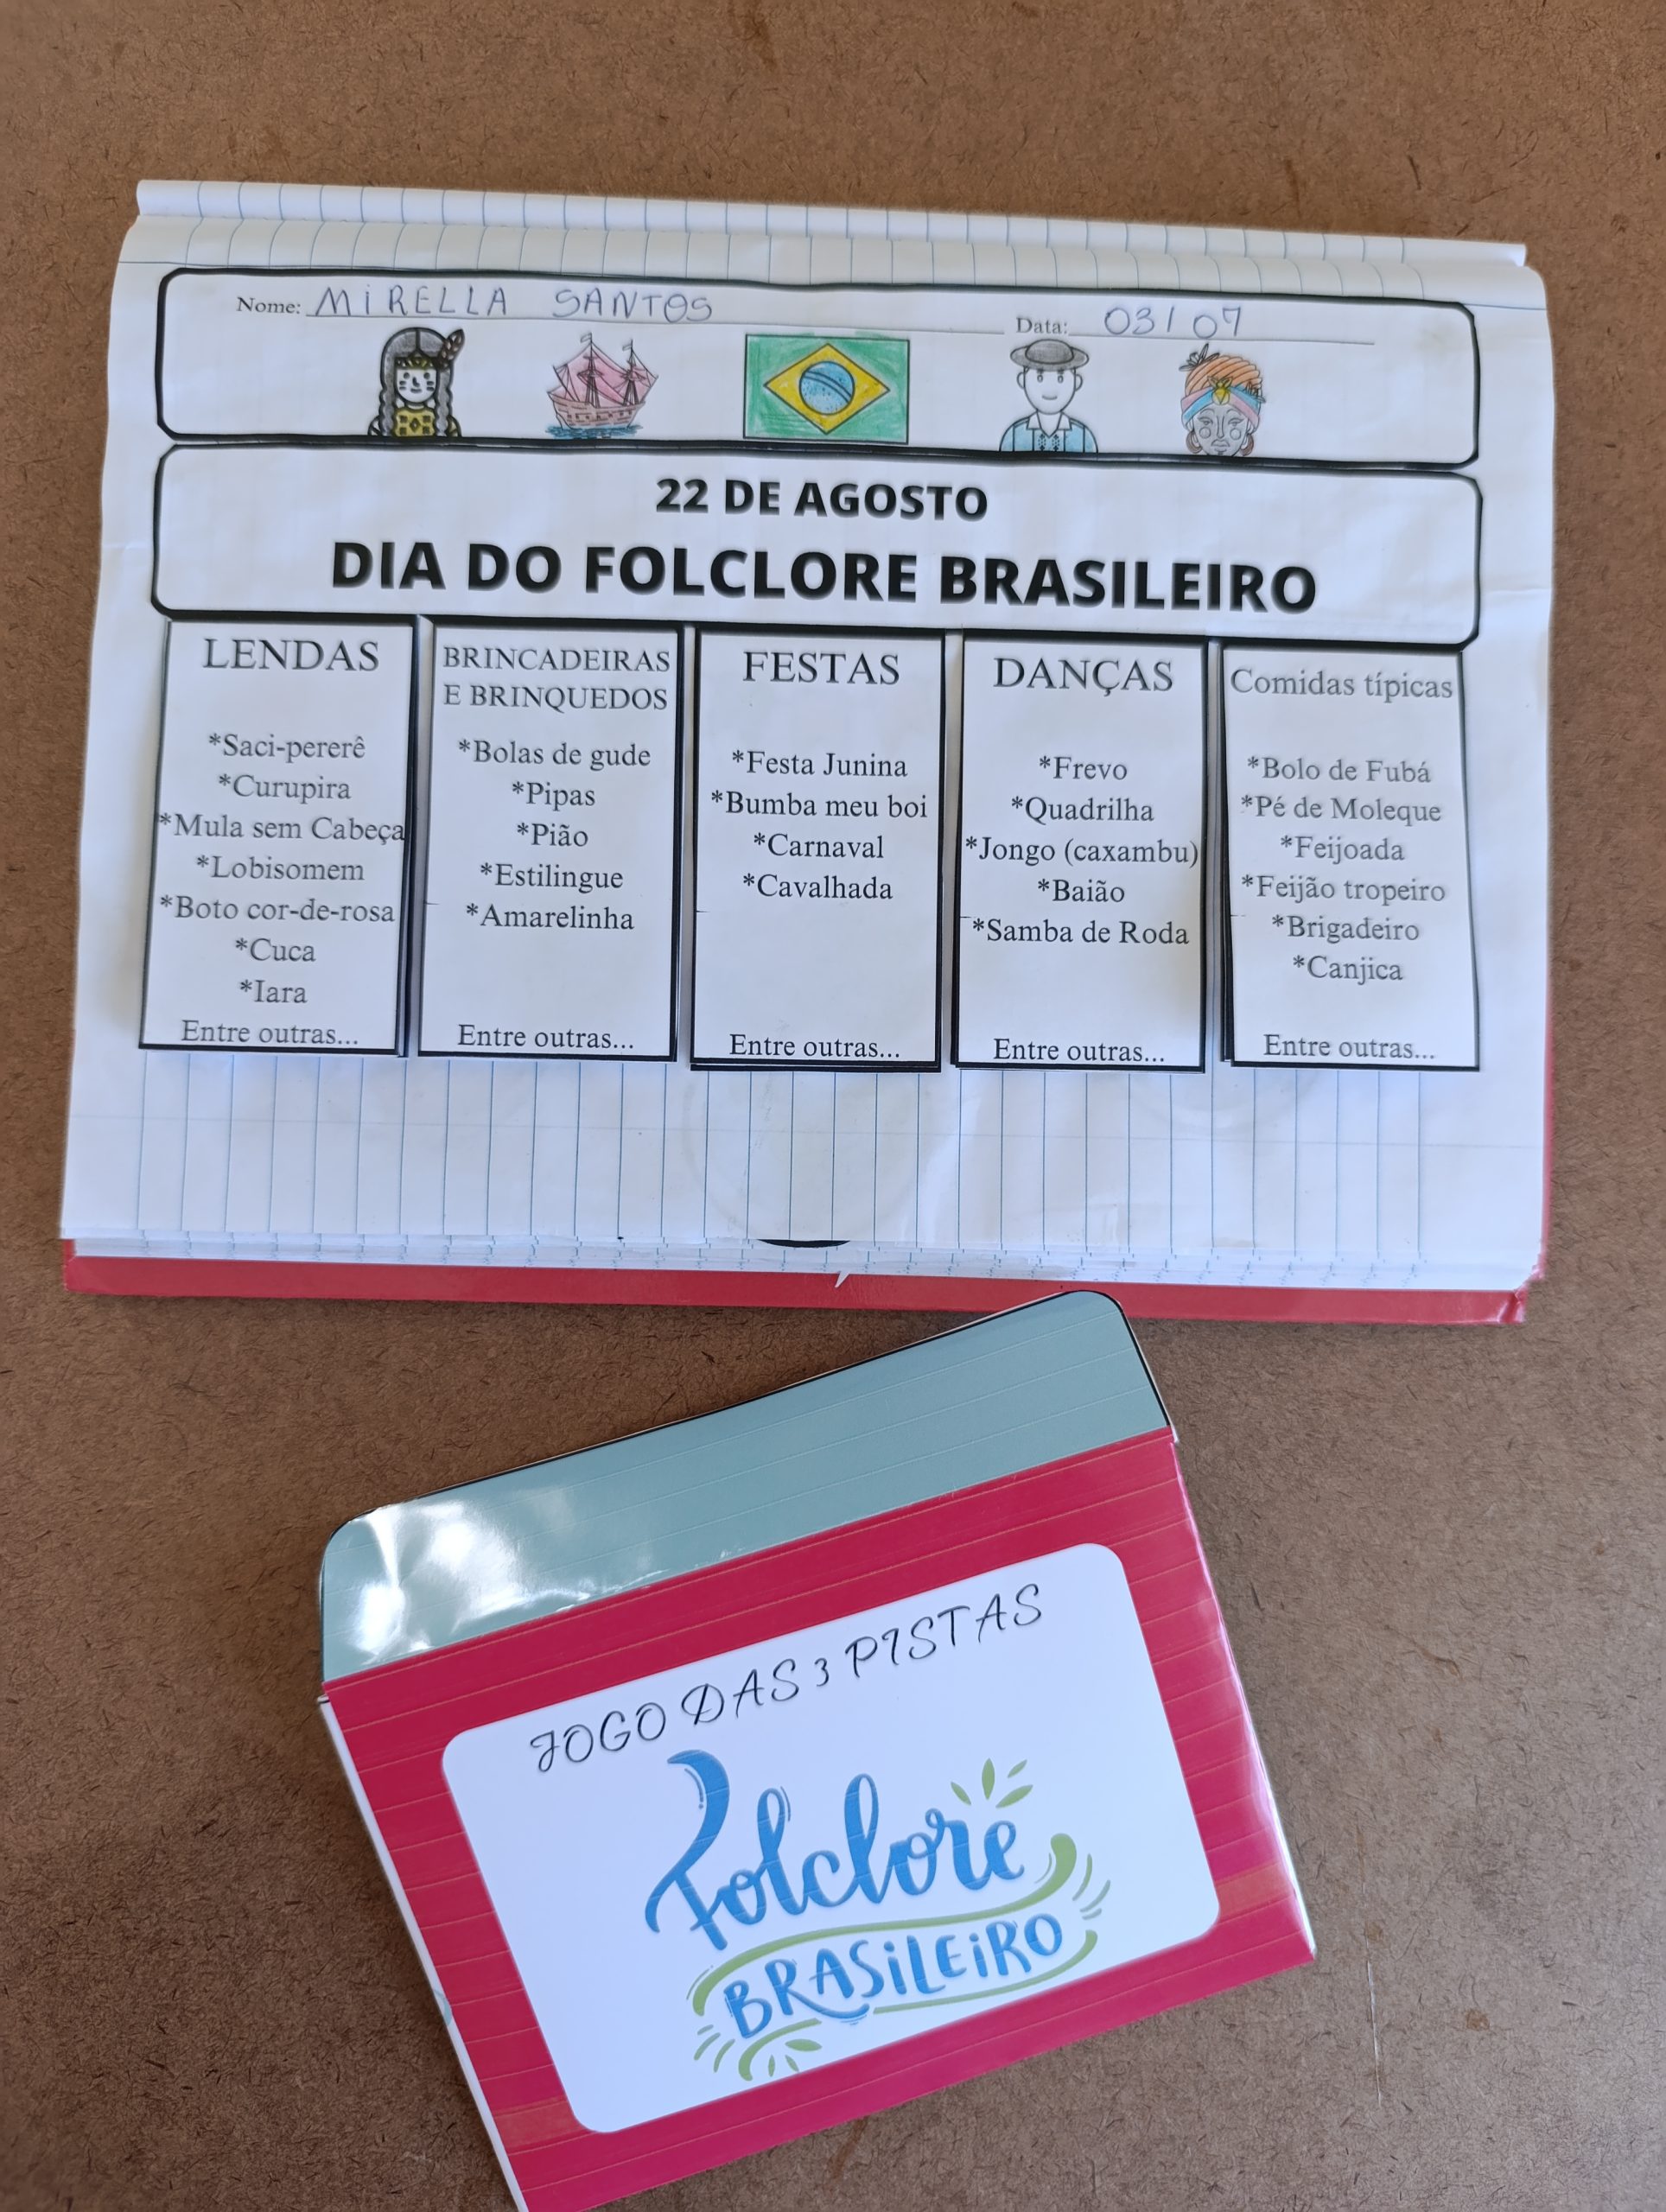 Nome: MiRELLA SANTOS Data: 03/07
22 DE AGOSTO
DIA DO FOLCLORE BRASILEIRO
LENDAS
*Saci-pererê
*Curupira
*Mula sem Cabeça
*Lobisomem
*Boto cor-de-rosa
*Cuca
*Iara
Entre outras...
BRINCADEIRAS
E BRINQUEDOS
*Bolas de gude
*Pipas
*Pião
*Estilingue
*Amarelinha
Entre outras...
FESTAS
*Festa Junina
*Bumba meu boi
*Carnaval
*Cavalhada
Entre outras...
DANÇAS
*Frevo
*Quadrilha
*Jongo (caxambu)
*Baião
*Samba de Roda
Entre outras...
Comidas típicas
*Bolo de Fubá
*Pé de Moleque
*Feijoada
*Feijão tropeiro
*Brigadeiro
*Canjica
Entre outras...
JOGO DAS 3 PISTAS
Folclore
BRASiLEiRO